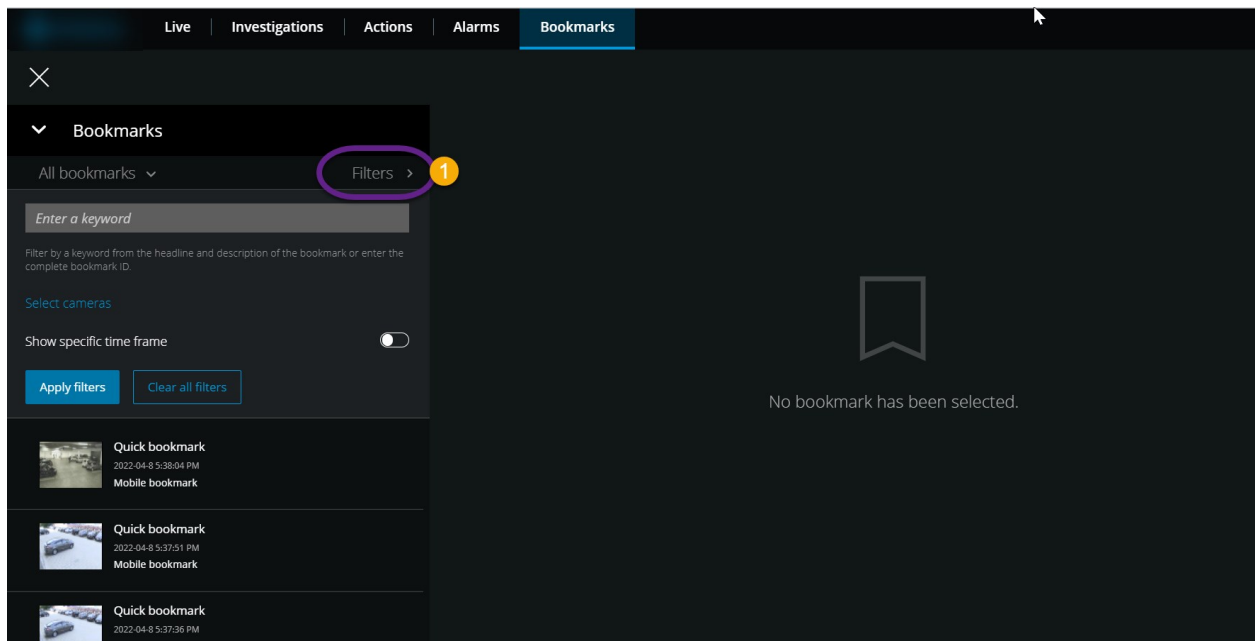 Live
Investigations
Actions
Alarms
Bookmarks
Bookmarks
All bookmarks
Filters
1
Enter a keyword
Filter by a keyword from the headline and description of the bookmark or enter the
complete bookmark ID.
Select cameras
Show specific time frame
Apply filters
Clear all filters
No bookmark has been selected.
Quick bookmark
2022-04-8 5:38:04 PM
Mobile bookmark
Quick bookmark
2022-04-8 5:37:51 PM
Mobile bookmark
Quick bookmark
2022-04-8 5:37:36 PM